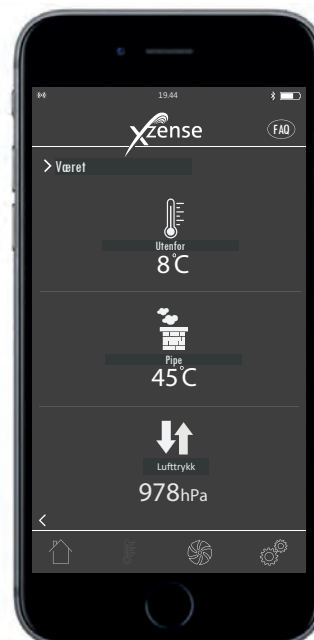 19.44
xzense
FAQ
> Været
Utenfor
8°C
Pipe
45°C
Lufttrykk
978hPa
<